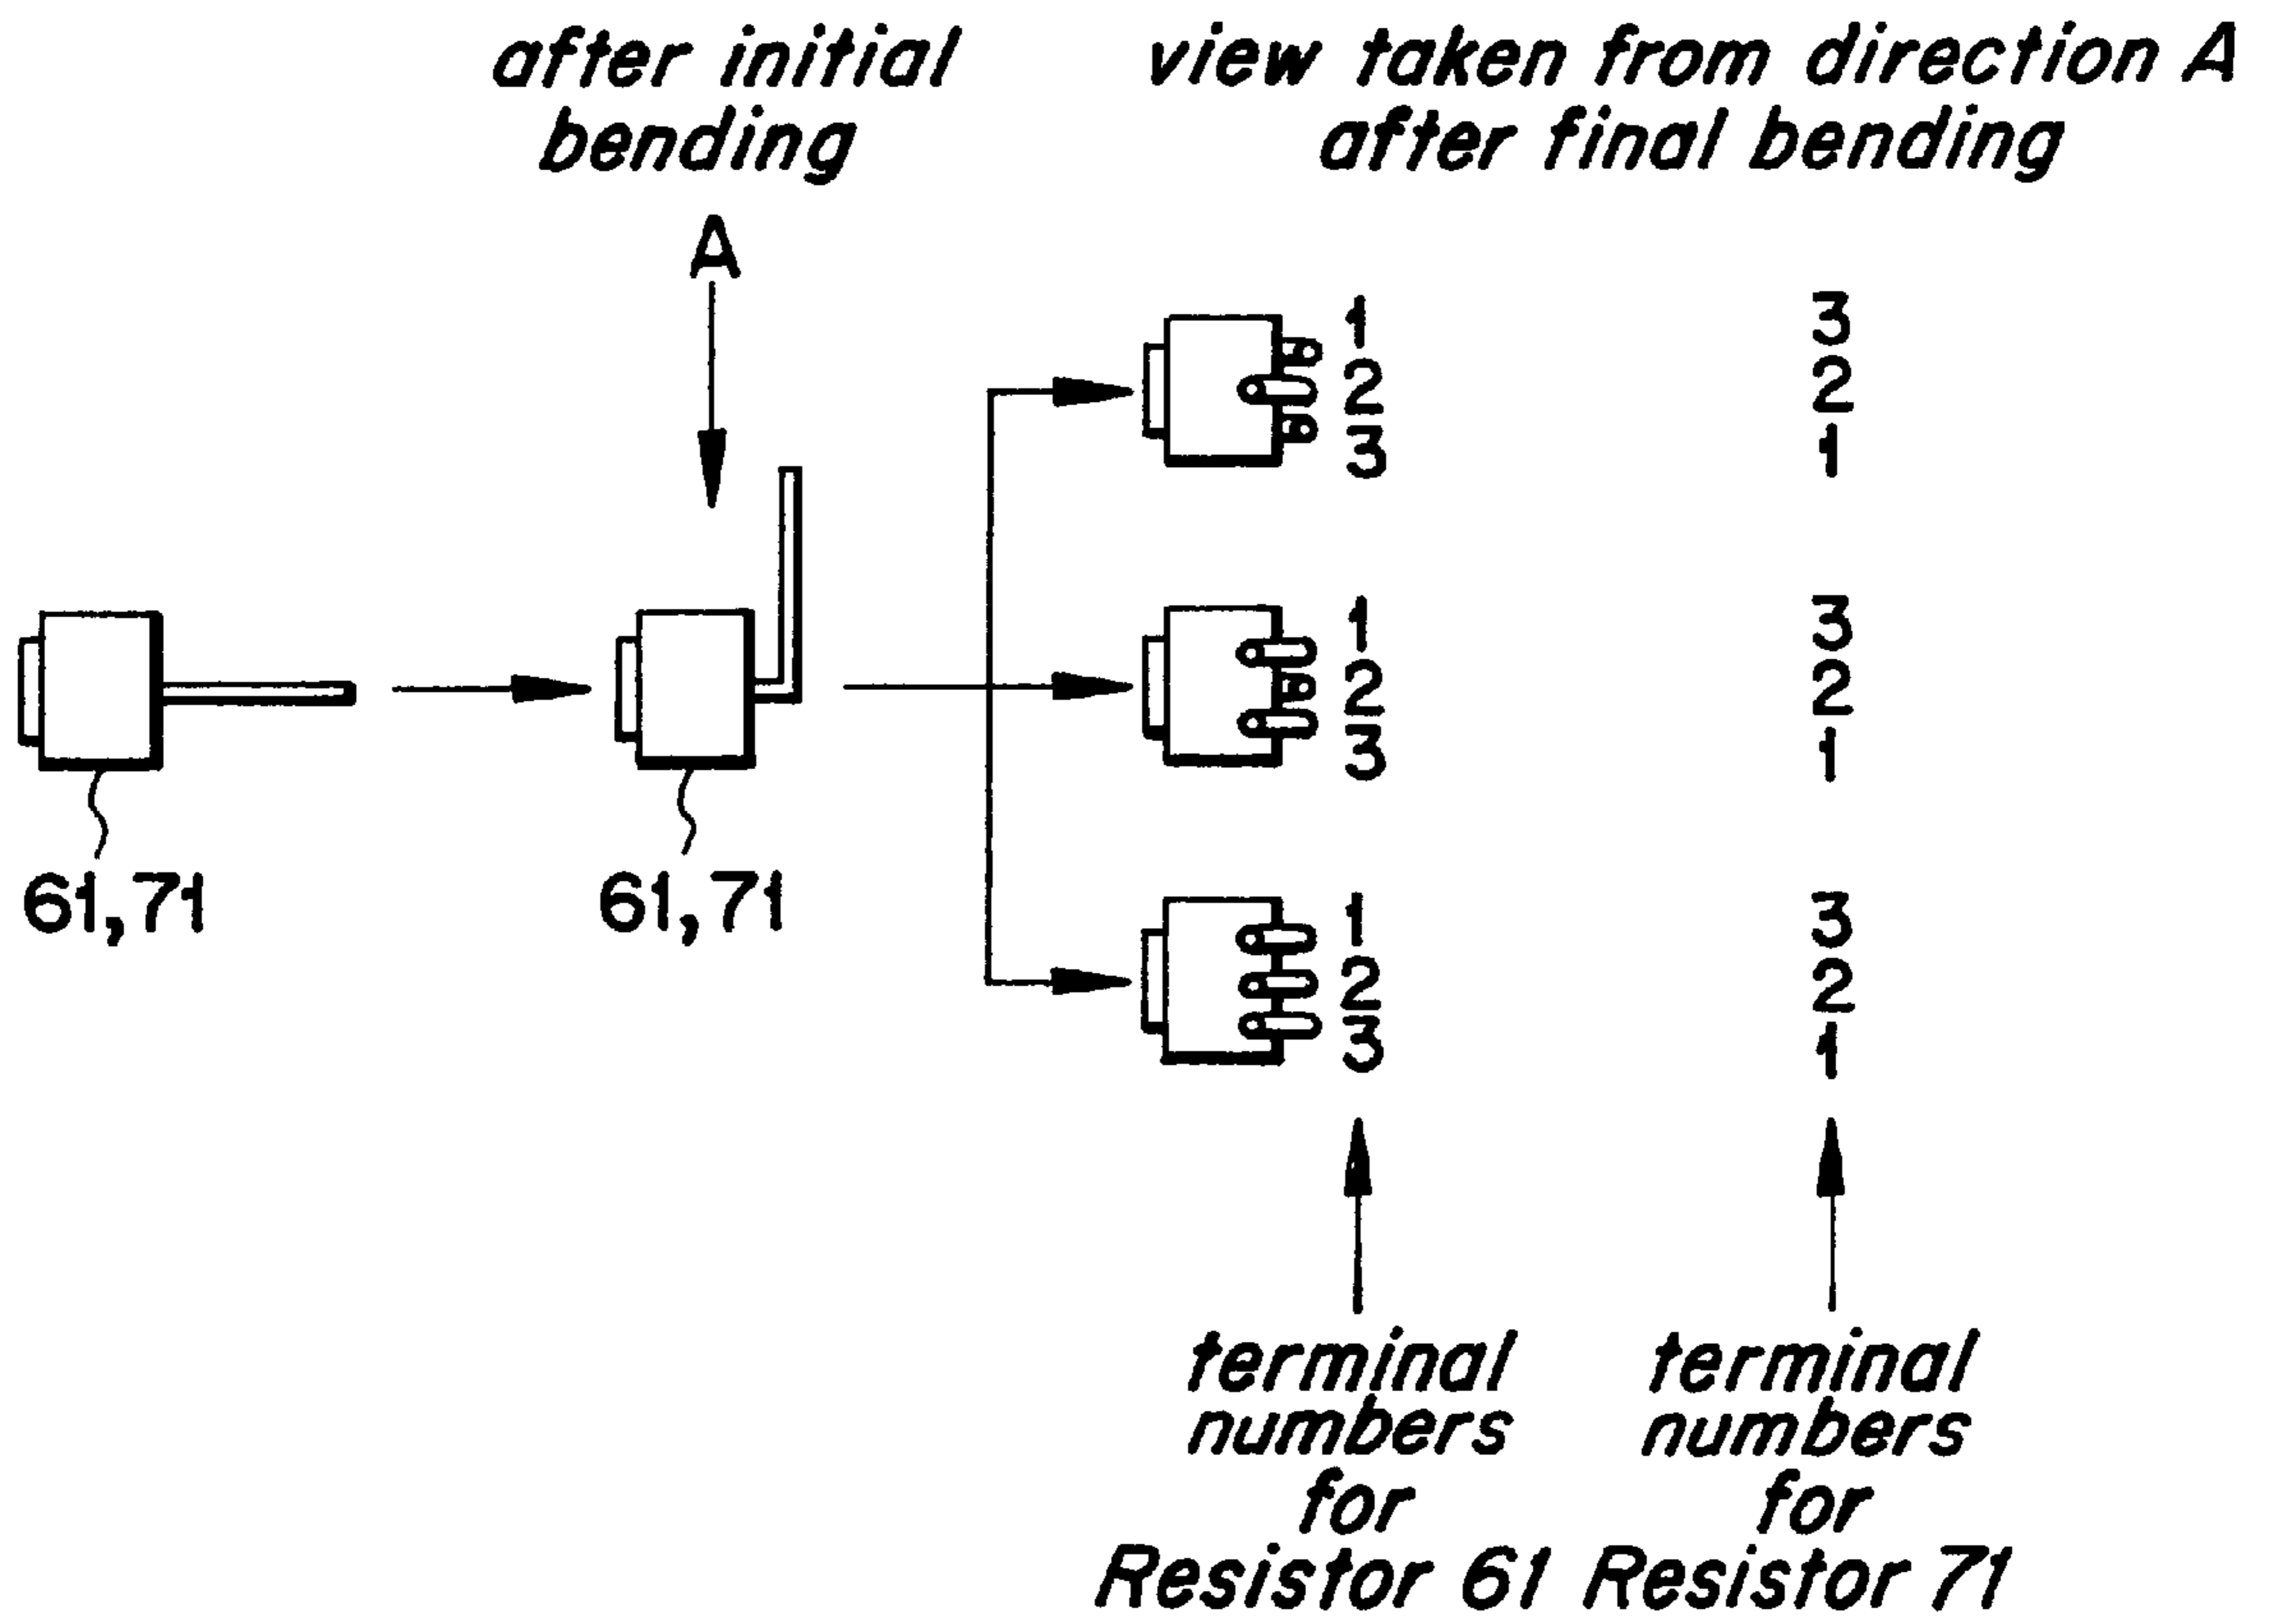 after initial
bending
view taken from direction A
after final bending
A
1 3
2 2
3 1
1 3
2 2
3 1
61,71
61,71
1 3
2 2
3 1
terminal
numbers
for
Resistor 61
terminal
numbers
for
Resistor 71